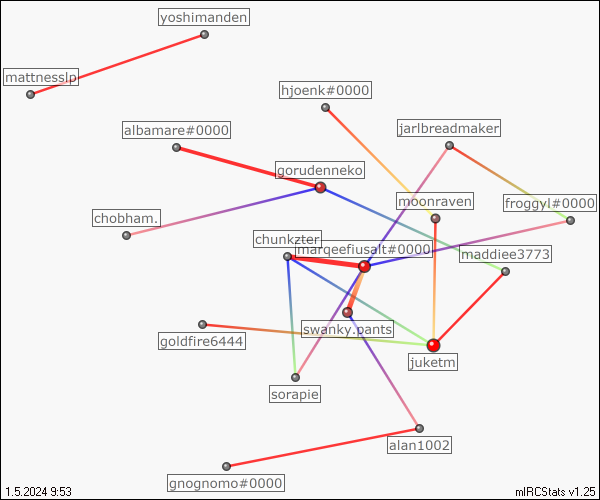 yoshimanden
mattnesslp
hjoenk#0000
albamare#0000
jarlbreadmaker
gorudenneko
moonraven
froggyl#0000
chobham.
chunkzter
marqeefiusalt#0000
maddiee3773
swanky.pants
goldfire6444
juketm
sorapie
alan1002
gnognomo#0000
1.5.2024 9:53
mIRCStats v1.25